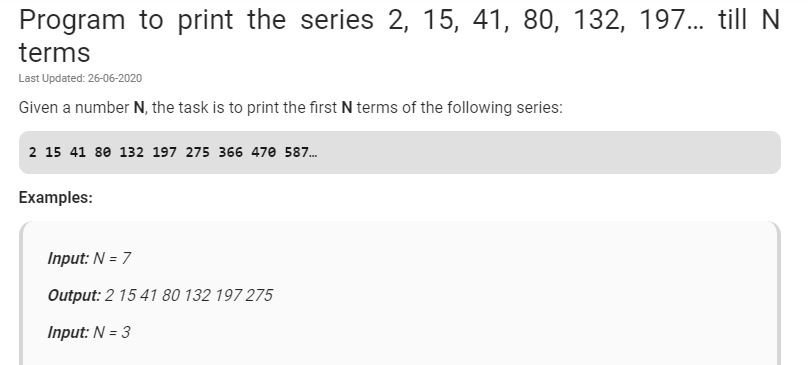 Program to print the series 2, 15, 41, 80, 132, 197… till N
terms
Last Updated: 26-06-2020
Given a number N, the task is to print the first N terms of the following series:
2 15 41 80 132 197 275 366 470 587…
Examples:
Input: N = 7
Output: 2 15 41 80 132 197 275
Input: N = 3